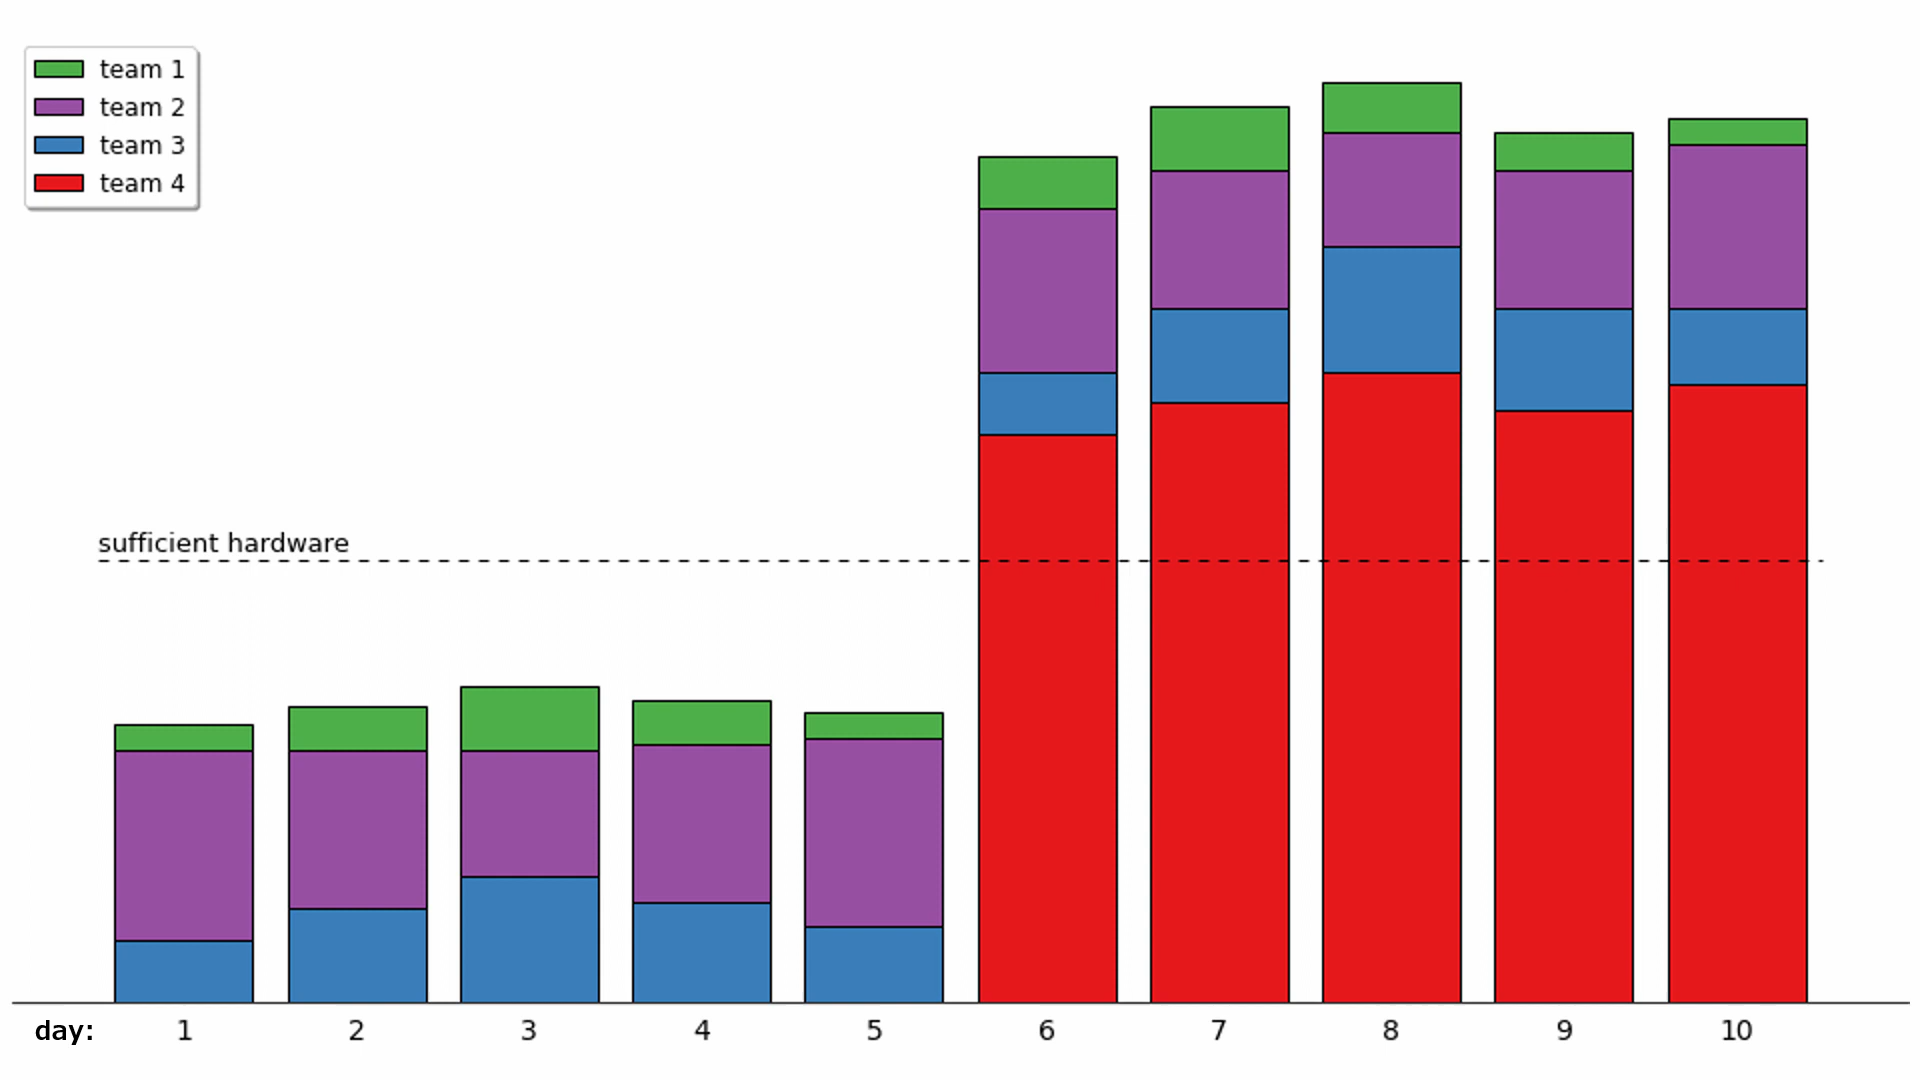 team 1
team 2
team 3
team 4
sufficient hardware
day: 1 2 3 4 5 6 7 8 9 10